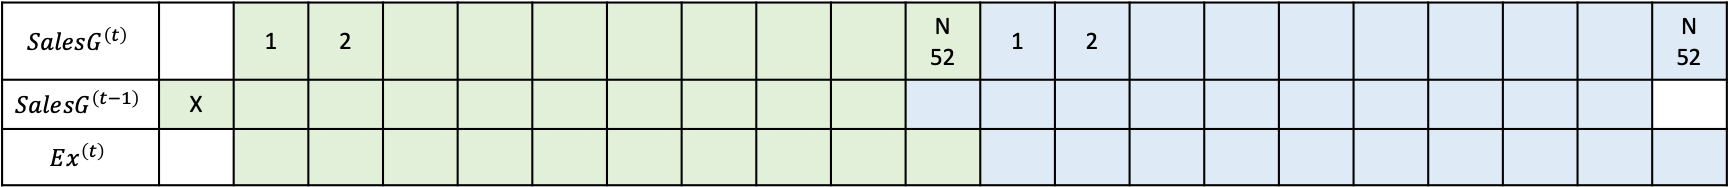 SalesG^(t) 1 2 N 52 1 2 N 52
SalesG^(t−1) X
Ex^(t)